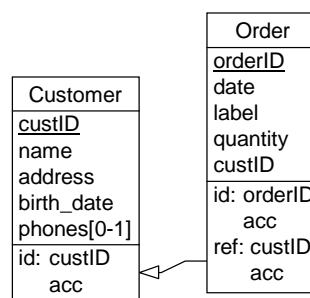 Customer
custID
name
address
birth_date
phones[0-1]
id: custID
acc
Order
orderID
date
label
quantity
custID
id: orderID
acc
ref: custID
acc